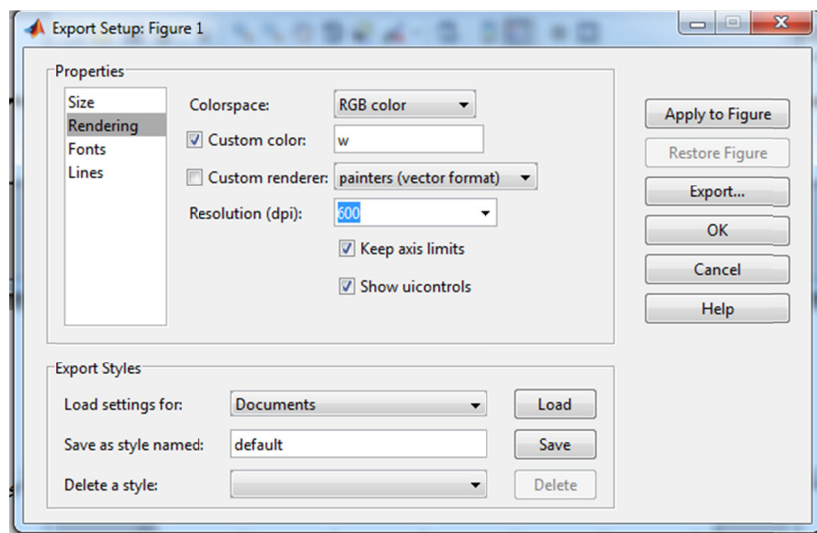 Export Setup: Figure 1
Properties
Size
Rendering
Fonts
Lines
Colorspace: RGB color
Custom color: w
Custom renderer: painters (vector format)
Resolution (dpi): 600
Keep axis limits
Show uicontrols
Apply to Figure
Restore Figure
Export...
OK
Cancel
Help
Export Styles
Load settings for: Documents Load
Save as style named: default Save
Delete a style: Delete